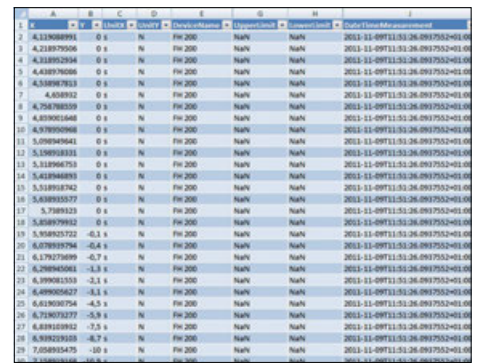 X Y UnitX UnitY DeviceName UpperLimit LowerLimit DateTimeMeasurement
2 4,119088991 0 s N FH 200 NaN NaN 2011-11-09T11:51:26.0937552+01:00
3 4,218979506 0 s N FH 200 NaN NaN 2011-11-09T11:51:26.0937552+01:00
4 4,318952934 0 s N FH 200 NaN NaN 2011-11-09T11:51:26.0937552+01:00
5 4,438976086 0 s N FH 200 NaN NaN 2011-11-09T11:51:26.0937552+01:00
6 4,538987813 0 s N FH 200 NaN NaN 2011-11-09T11:51:26.0937552+01:00
7 4,658932 0 s N FH 200 NaN NaN 2011-11-09T11:51:26.0937552+01:00
8 4,758788559 0 s N FH 200 NaN NaN 2011-11-09T11:51:26.0937552+01:00
9 4,859001648 0 s N FH 200 NaN NaN 2011-11-09T11:51:26.0937552+01:00
10 4,978950968 0 s N FH 200 NaN NaN 2011-11-09T11:51:26.0937552+01:00
11 5,098949641 0 s N FH 200 NaN NaN 2011-11-09T11:51:26.0937552+01:00
12 5,198918331 0 s N FH 200 NaN NaN 2011-11-09T11:51:26.0937552+01:00
13 5,318966753 0 s N FH 200 NaN NaN 2011-11-09T11:51:26.0937552+01:00
14 5,418946893 0 s N FH 200 NaN NaN 2011-11-09T11:51:26.0937552+01:00
15 5,518918742 0 s N FH 200 NaN NaN 2011-11-09T11:51:26.0937552+01:00
16 5,638935577 0 s N FH 200 NaN NaN 2011-11-09T11:51:26.0937552+01:00
17 5,7389323 0 s N FH 200 NaN NaN 2011-11-09T11:51:26.0937552+01:00
18 5,858979932 0 s N FH 200 NaN NaN 2011-11-09T11:51:26.0937552+01:00
19 5,958925522 -0,1 s N FH 200 NaN NaN 2011-11-09T11:51:26.0937552+01:00
20 6,078939794 -0,4 s N FH 200 NaN NaN 2011-11-09T11:51:26.0937552+01:00
21 6,179273699 -0,7 s N FH 200 NaN NaN 2011-11-09T11:51:26.0937552+01:00
22 6,298945061 -1,3 s N FH 200 NaN NaN 2011-11-09T11:51:26.0937552+01:00
23 6,399081553 -2,1 s N FH 200 NaN NaN 2011-11-09T11:51:26.0937552+01:00
24 6,499005627 -3,1 s N FH 200 NaN NaN 2011-11-09T11:51:26.0937552+01:00
25 6,619030754 -4,5 s N FH 200 NaN NaN 2011-11-09T11:51:26.0937552+01:00
26 6,719073277 -5,9 s N FH 200 NaN NaN 2011-11-09T11:51:26.0937552+01:00
27 6,839103932 -7,5 s N FH 200 NaN NaN 2011-11-09T11:51:26.0937552+01:00
28 6,939219103 -8,7 s N FH 200 NaN NaN 2011-11-09T11:51:26.0937552+01:00
29 7,058935475 -10 s N FH 200 NaN NaN 2011-11-09T11:51:26.0937552+01:00